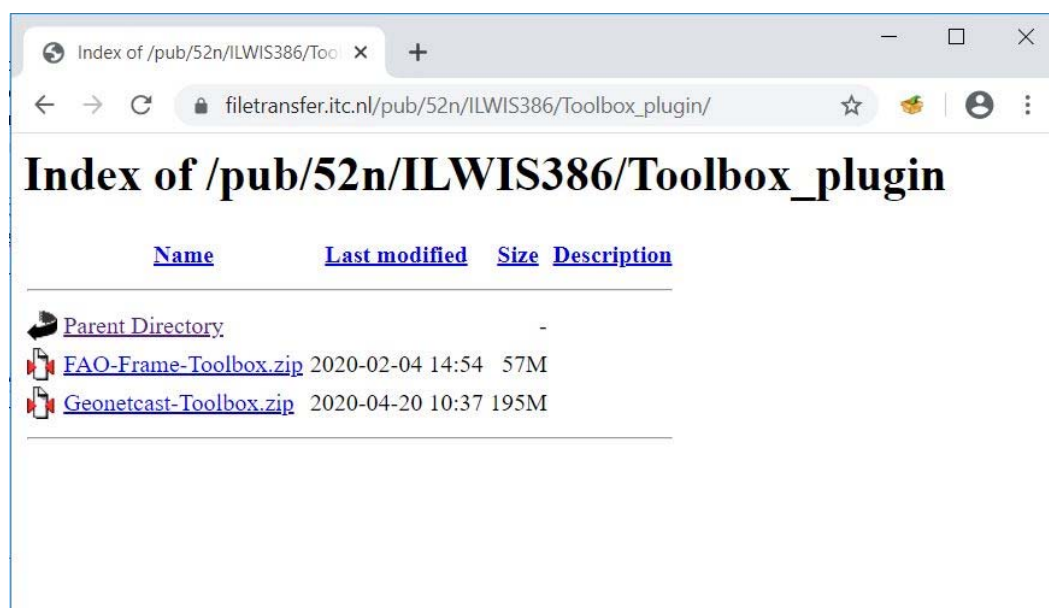 Index of /pub/52n/ILWIS386/Too
filetransfer.itc.nl/pub/52n/ILWIS386/Toolbox_plugin/
Index of /pub/52n/ILWIS386/Toolbox_plugin
Name Last modified Size Description
Parent Directory -
FAO-Frame-Toolbox.zip 2020-02-04 14:54 57M
Geonetcast-Toolbox.zip 2020-04-20 10:37 195M